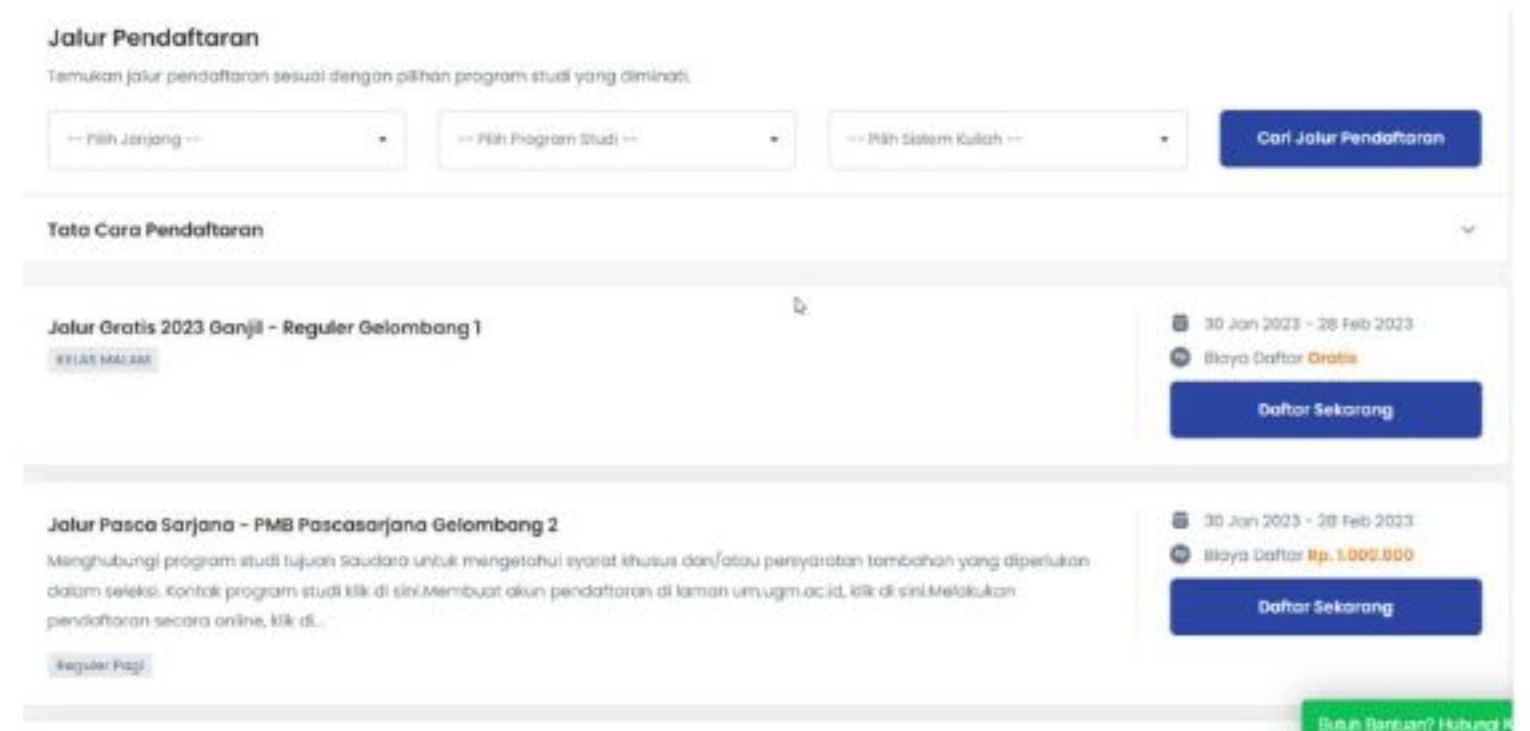 Jalur Pendaftaran
Temukan jalur pendaftaran sesuai dengan pilihan program studi yang diminati.
-- Pilih Jenjang --
-- Pilih Program Studi --
-- Pilih Sistem Kuliah --
Cari Jalur Pendaftaran
Tata Cara Pendaftaran
Jalur Gratis 2023 Ganjil - Reguler Gelombang 1
KELAS MALAM
30 Jan 2023 - 28 Feb 2023
Biaya Daftar Gratis
Daftar Sekarang
Jalur Pasca Sarjana - PMB Pascasarjana Gelombang 2
Menghubungi program studi tujuan Saudara untuk mengetahui syarat khusus dan/atau persyaratan tambahan yang diperlukan
dalam seleksi. Kontak program studi klik di sini.Membuat akun pendaftaran di laman um.ugm.ac.id, klik di sini.Melakukan
pendaftaran secara online, klik di...
Reguler Pagi
30 Jan 2023 - 28 Feb 2023
Biaya Daftar Rp. 1.000.000
Daftar Sekarang
Butuh Bantuan? Hubungi K